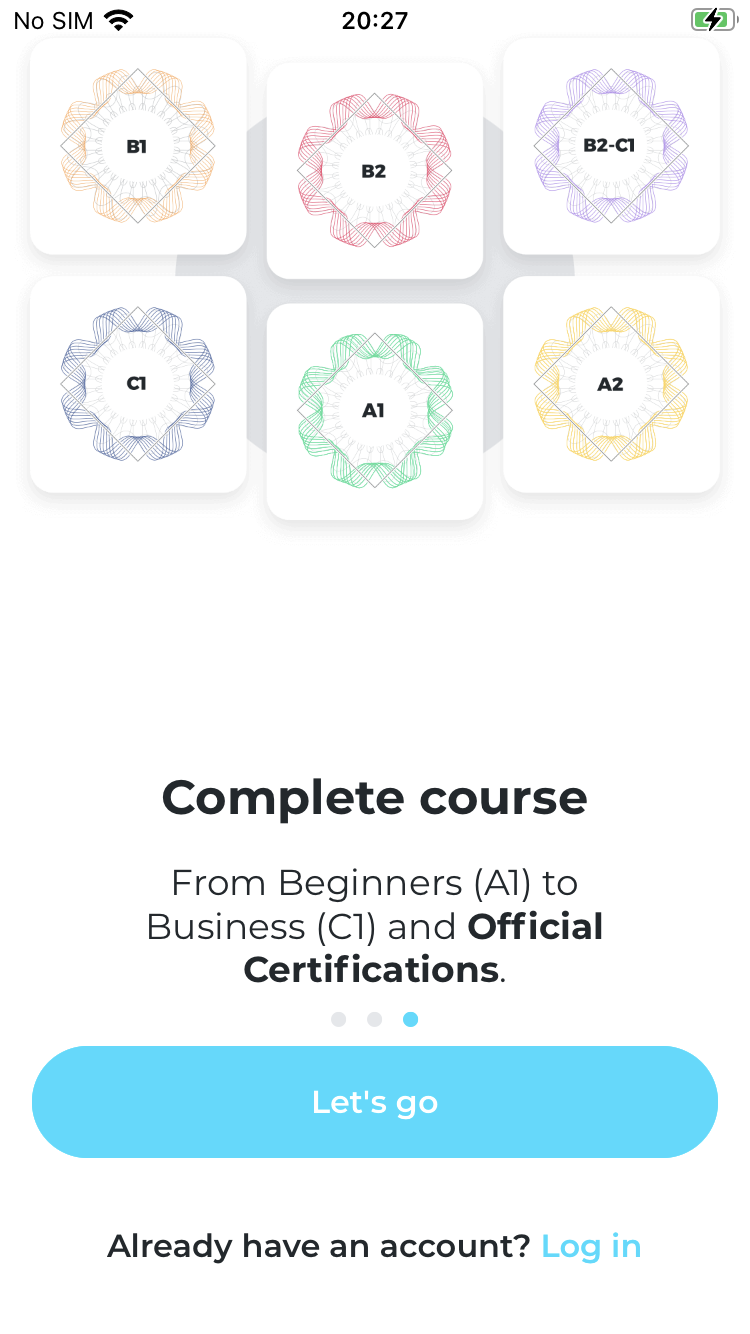 No SIM 20:27
B1
B2
B2-C1
C1
A1
A2
Complete course
From Beginners (A1) to
Business (C1) and Official
Certifications.
Let's go
Already have an account? Log in